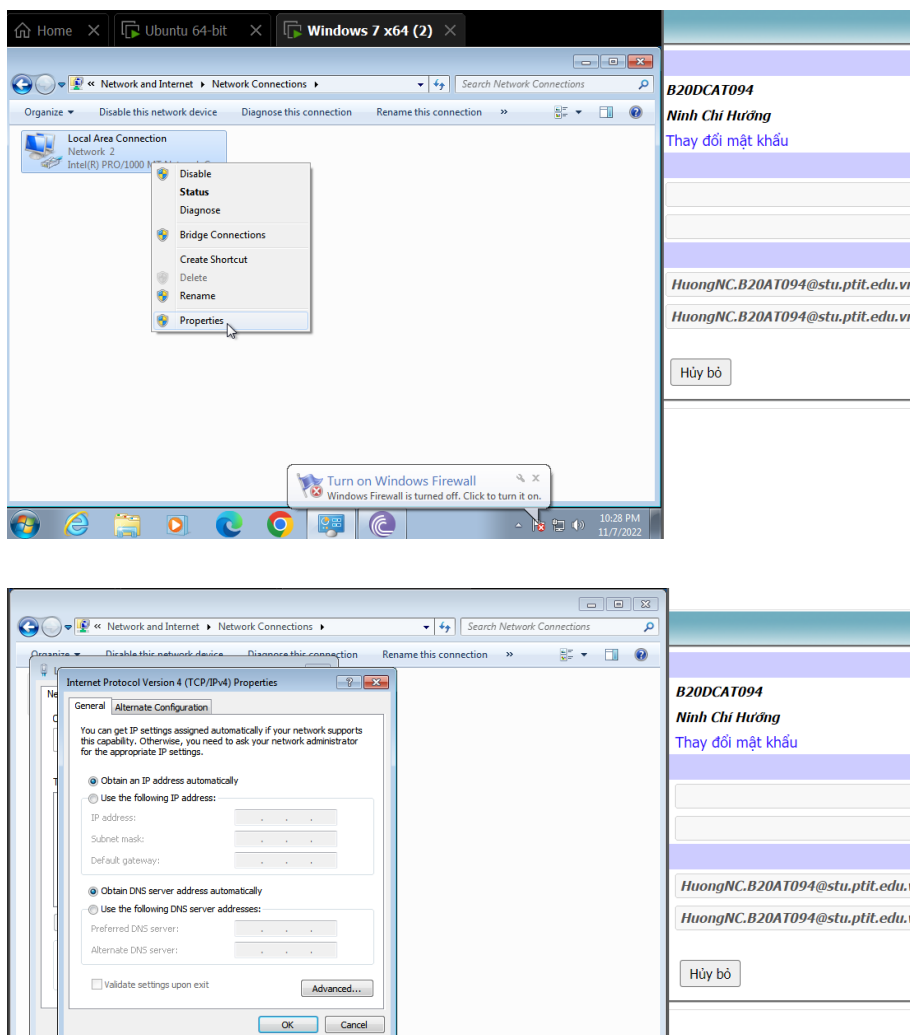 Home
Ubuntu 64-bit
Windows 7 x64 (2)
« Network and Internet
Network Connections
Search Network Connections
Organize
Disable this network device
Diagnose this connection
Rename this connection
»
Local Area Connection
Network 2
Intel(R) PRO/1000
Disable
Status
Diagnose
Bridge Connections
Create Shortcut
Delete
Rename
Properties
Turn on Windows Firewall
Windows Firewall is turned off. Click to turn it on.
10:28 PM
11/7/2022
B20DCAT094
Ninh Chí Hướng
Thay đổi mật khẩu
HuongNC.B20AT094@stu.ptit.edu.vn
HuongNC.B20AT094@stu.ptit.edu.vn
Hủy bỏ
« Network and Internet
Network Connections
Search Network Connections
Organize
Disable this network device
Diagnose this connection
Rename this connection
»
Internet Protocol Version 4 (TCP/IPv4) Properties
General
Alternate Configuration
You can get IP settings assigned automatically if your network supports
this capability. Otherwise, you need to ask your network administrator
for the appropriate IP settings.
Obtain an IP address automatically
Use the following IP address:
IP address:
Subnet mask:
Default gateway:
Obtain DNS server address automatically
Use the following DNS server addresses:
Preferred DNS server:
Alternate DNS server:
Validate settings upon exit
Advanced...
OK
Cancel
B20DCAT094
Ninh Chí Hướng
Thay đổi mật khẩu
HuongNC.B20AT094@stu.ptit.edu.v
HuongNC.B20AT094@stu.ptit.edu.v
Hủy bỏ